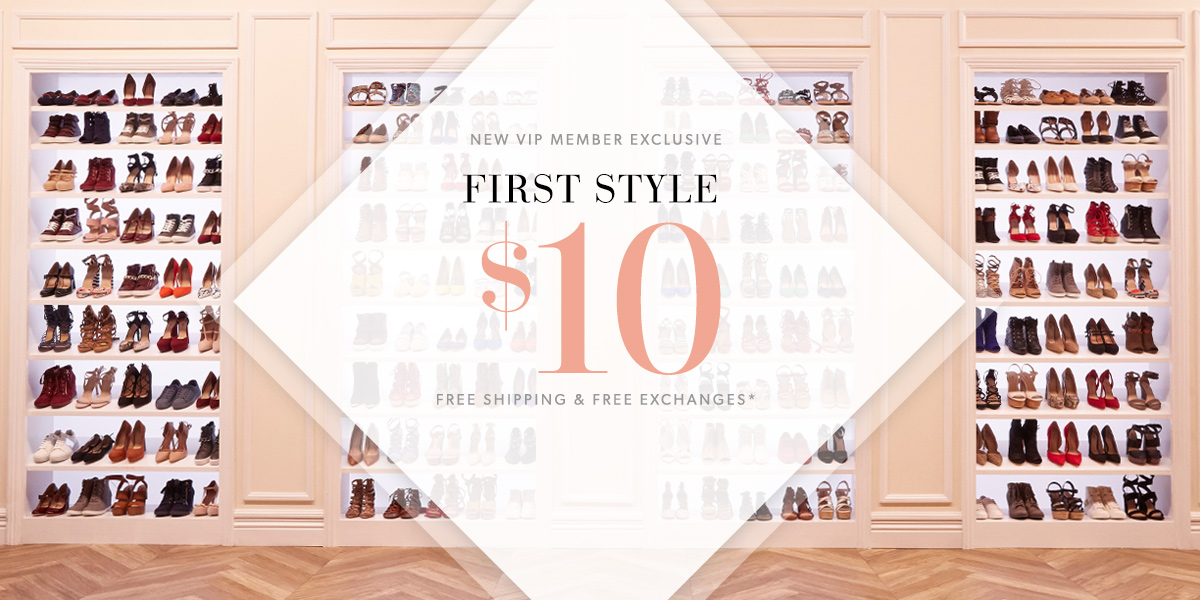 NEW VIP MEMBER EXCLUSIVE
FIRST STYLE
$10
FREE SHIPPING & FREE EXCHANGES*